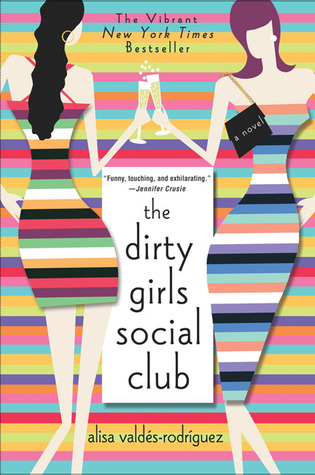 The Vibrant
New York Times
Bestseller
a novel
"Funny, touching, and exhilarating."
—Jennifer Crusie
the
dirty
girls
social
club
alisa valdés-rodríguez